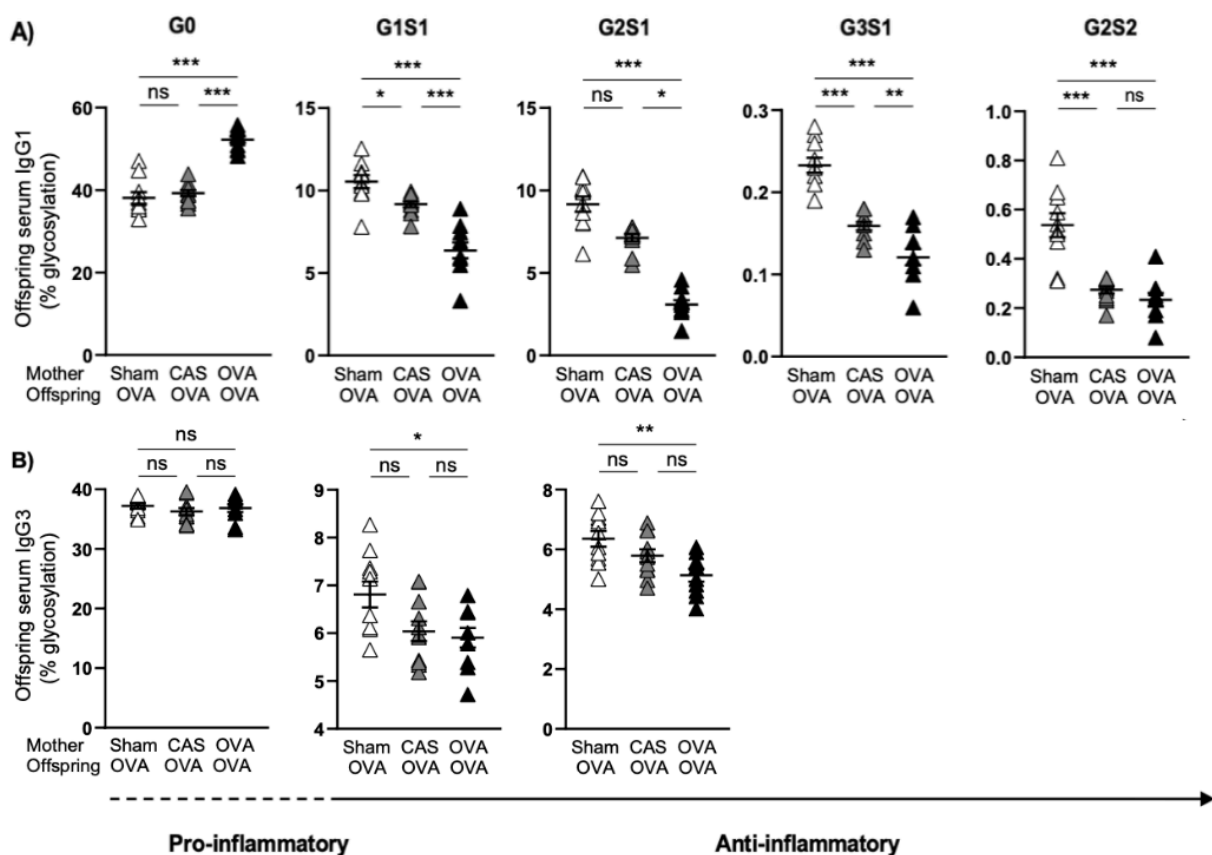 A)
G0 G1S1 G2S1 G3S1 G2S2
*** *** *** *** ***
ns *** * *** ns * *** ** *** ns
Offspring serum IgG1
(% glycosylation)
60 15 15 0.3 1.0
0.8
40 10 10 0.2 0.6
20 5 5 0.1 0.4
0.2
0 0 0 0.0 0.0
Mother Sham CAS OVA Sham CAS OVA Sham CAS OVA Sham CAS OVA Sham CAS OVA
Offspring OVA OVA OVA OVA OVA OVA OVA OVA OVA OVA OVA OVA OVA OVA OVA
B)
ns * **
ns ns ns ns ns ns
Offspring serum IgG3
(% glycosylation)
40 9 8
30 8 6
7
20 6 4
10 5 2
0 4 0
Mother Sham CAS OVA Sham CAS OVA Sham CAS OVA
Offspring OVA OVA OVA OVA OVA OVA OVA OVA OVA
Pro-inflammatory Anti-inflammatory